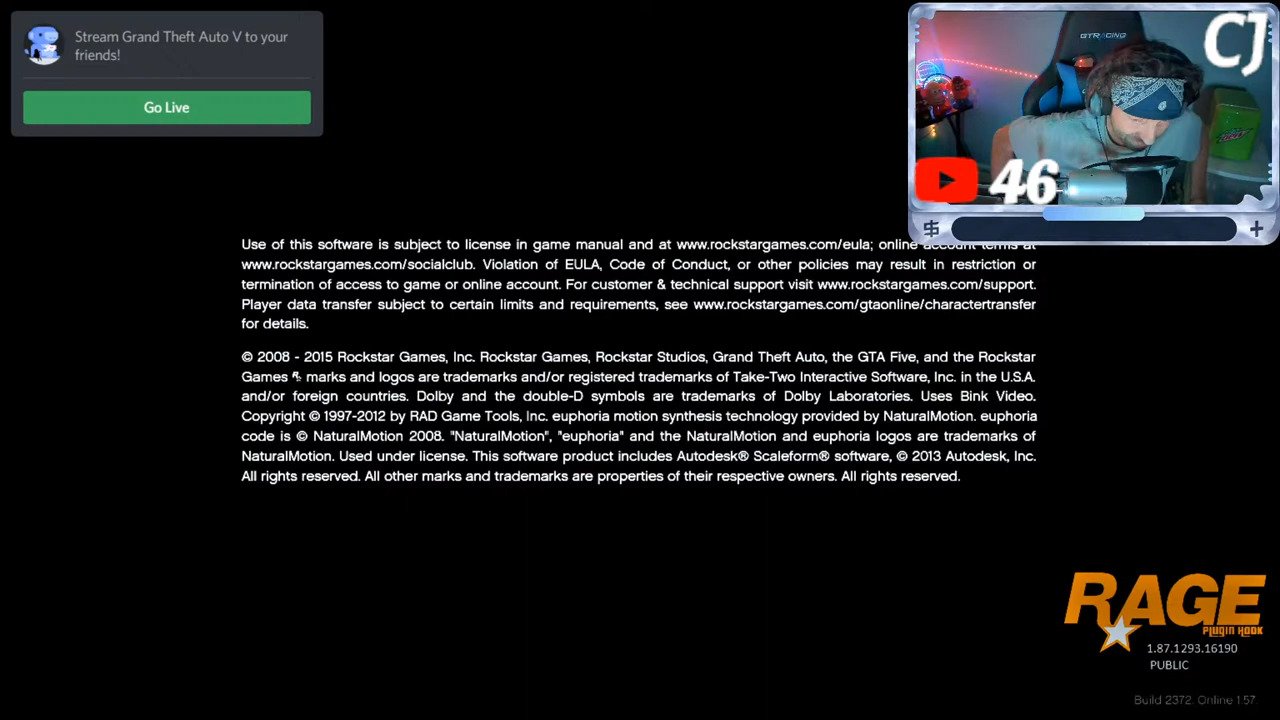 Stream Grand Theft Auto V to your
friends!
Go Live
GTRACING
CJ
46
Use of this software is subject to license in game manual and at www.rockstargames.com/eula; online account terms at
www.rockstargames.com/socialclub. Violation of EULA, Code of Conduct, or other policies may result in restriction or
termination of access to game or online account. For customer & technical support visit www.rockstargames.com/support.
Player data transfer subject to certain limits and requirements, see www.rockstargames.com/gtaonline/charactertransfer
for details.
© 2008 - 2015 Rockstar Games, Inc. Rockstar Games, Rockstar Studios, Grand Theft Auto, the GTA Five, and the Rockstar
Games R* marks and logos are trademarks and/or registered trademarks of Take-Two Interactive Software, Inc. in the U.S.A.
and/or foreign countries. Dolby and the double-D symbols are trademarks of Dolby Laboratories. Uses Bink Video.
Copyright © 1997-2012 by RAD Game Tools, Inc. euphoria motion synthesis technology provided by NaturalMotion. euphoria
code is © NaturalMotion 2008. "NaturalMotion", "euphoria" and the NaturalMotion and euphoria logos are trademarks of
NaturalMotion. Used under license. This software product includes Autodesk® Scaleform® software, © 2013 Autodesk, Inc.
All rights reserved. All other marks and trademarks are properties of their respective owners. All rights reserved.
RAGE
PLUGIN HOOK
1.87.1293.16190
PUBLIC
Build 2372, Online 1.57